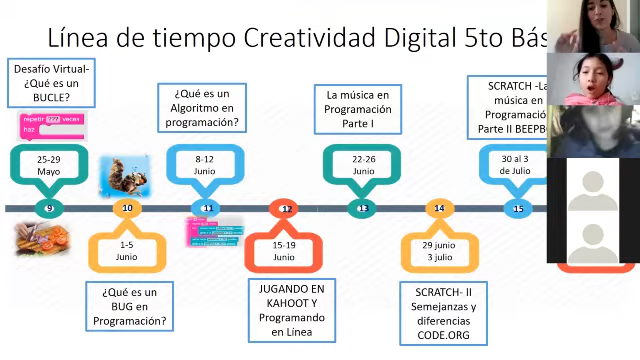 Línea de tiempo Creatividad Digital 5to Bás
Desafío Virtual-
¿Qué es un
BUCLE?
repetir ??? veces
haz
25-29
Mayo
9
10
1-5
Junio
¿Qué es un
BUG en
Programación?
¿Qué es un
Algoritmo en
programación?
8-12
Junio
11
12
15-19
Junio
JUGANDO EN
KAHOOT Y
Programando
en Línea
La música en
Programación
Parte I
22-26
Junio
13
14
29 junio
3 julio
SCRATCH- II
Semejanzas y
diferencias
CODE.ORG
SCRATCH -La
música en
Programació
Parte II BEEPB
30 al 3
de Julio
15